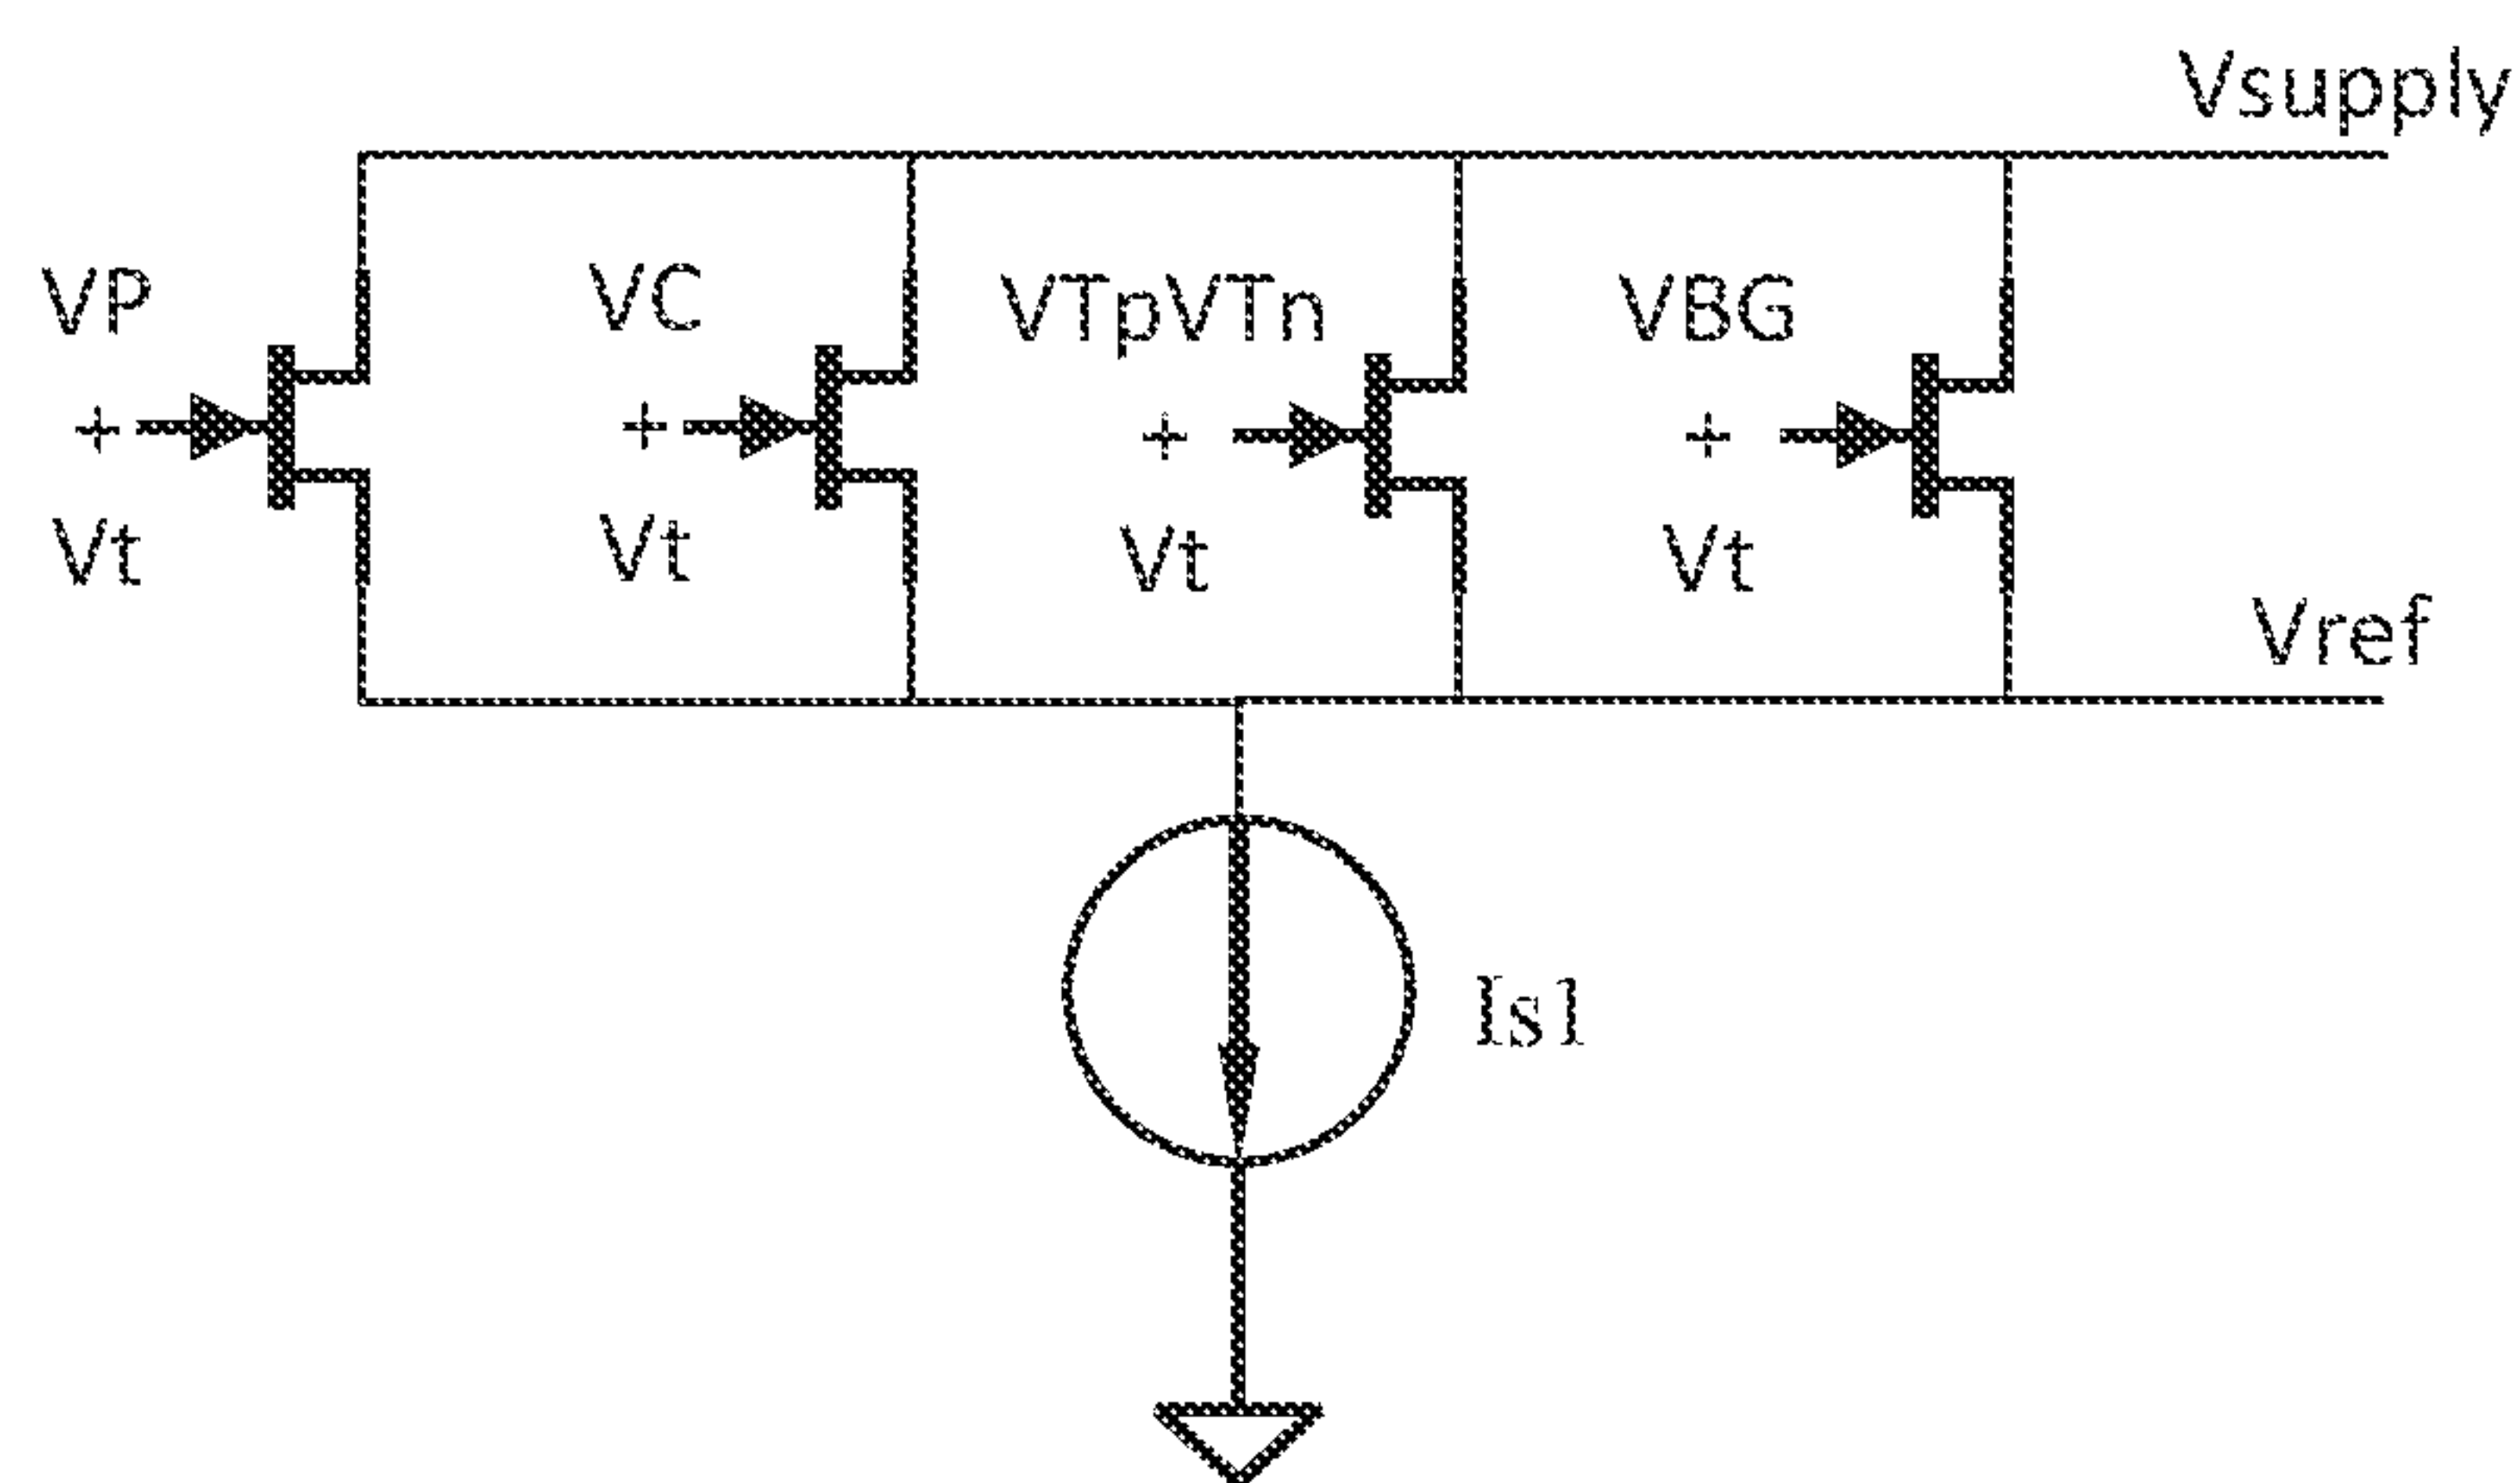 Vsupply
VP
+
Vt
VC
+
Vt
VTpVTn
+
Vt
VBG
+
Vt
Vref
Is1